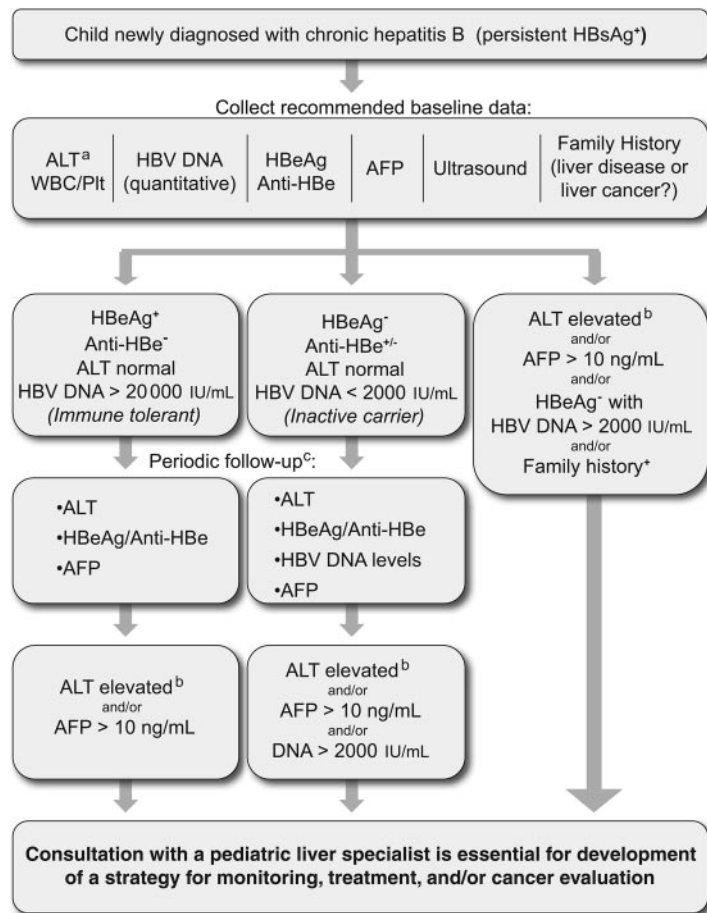 Child newly diagnosed with chronic hepatitis B (persistent HBsAg⁺)
Collect recommended baseline data:
ALTᵃ
WBC/Plt
HBV DNA
(quantitative)
HBeAg
Anti-HBe
AFP
Ultrasound
Family History
(liver disease or
liver cancer?)
HBeAg⁺
Anti-HBe⁻
ALT normal
HBV DNA > 20 000 IU/mL
(Immune tolerant)
HBeAg⁻
Anti-HBe⁺/⁻
ALT normal
HBV DNA < 2000 IU/mL
(Inactive carrier)
ALT elevatedᵇ
and/or
AFP > 10 ng/mL
and/or
HBeAg⁻ with
HBV DNA > 2000 IU/mL
and/or
Family history⁺
Periodic follow-upᶜ:
•ALT
•HBeAg/Anti-HBe
•AFP
•ALT
•HBeAg/Anti-HBe
•HBV DNA levels
•AFP
ALT elevatedᵇ
and/or
AFP > 10 ng/mL
ALT elevatedᵇ
and/or
AFP > 10 ng/mL
and/or
DNA > 2000 IU/mL
Consultation with a pediatric liver specialist is essential for development
of a strategy for monitoring, treatment, and/or cancer evaluation